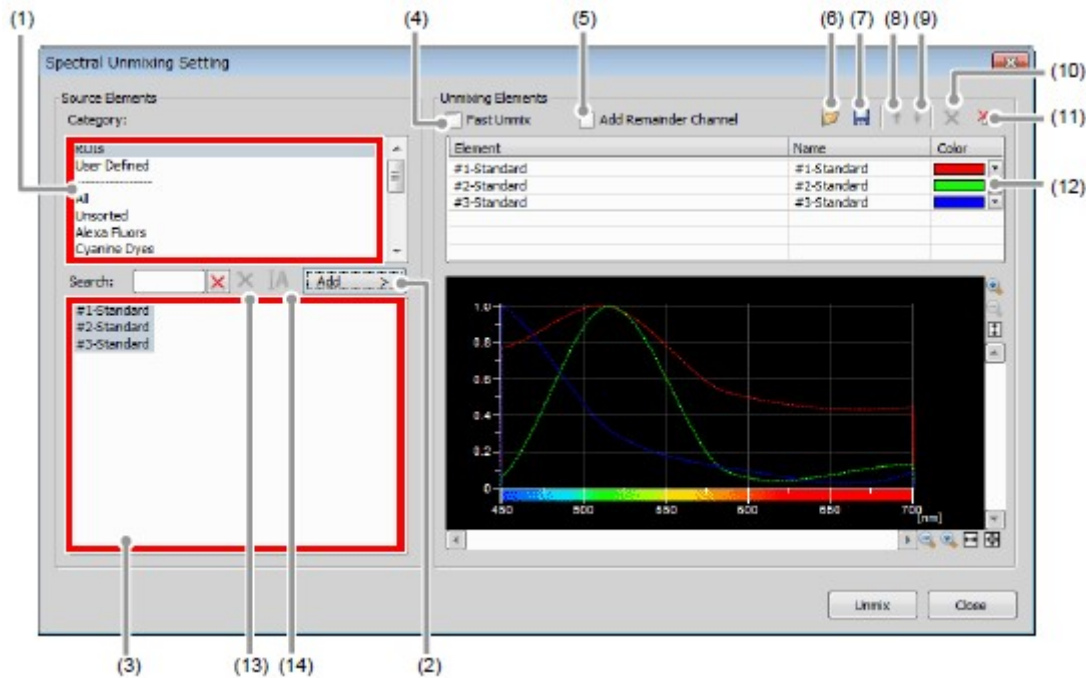 (1)
(4)
(5)
(6)
(7)
(8)
(9)
(10)
(11)
(12)
Spectral Unmixing Setting
Source Elements
Category:
ROIs
User Defined
All
Unsorted
Alexa Fluors
Cyanine Dyes
Search:
Add >
#1-Standard
#2-Standard
#3-Standard
Unmixing Elements
Fast Unmix
Add Remainder Channel
Element Name Color
#1-Standard #1-Standard
#2-Standard #2-Standard
#3-Standard #3-Standard
1.0
0.8
0.6
0.4
0.2
0
450 500 550 600 650 700
[nm]
Unmix Close
(3)
(13)
(14)
(2)